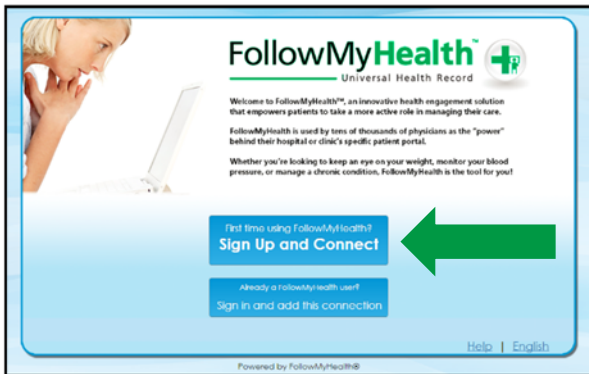 FollowMyHealth™
Universal Health Record
Welcome to FollowMyHealth™, an innovative health engagement solution
that empowers patients to take a more active role in managing their care.
FollowMyHealth is used by tens of thousands of physicians as the "power"
behind their hospital or clinic's specific patient portal.
Whether you're looking to keep an eye on your weight, monitor your blood
pressure, or manage a chronic condition, FollowMyHealth is the tool for you!
First time using FollowMyHealth?
Sign Up and Connect
Already a FollowMyHealth user?
Sign in and add this connection
Help | English
Powered by FollowMyHealth®